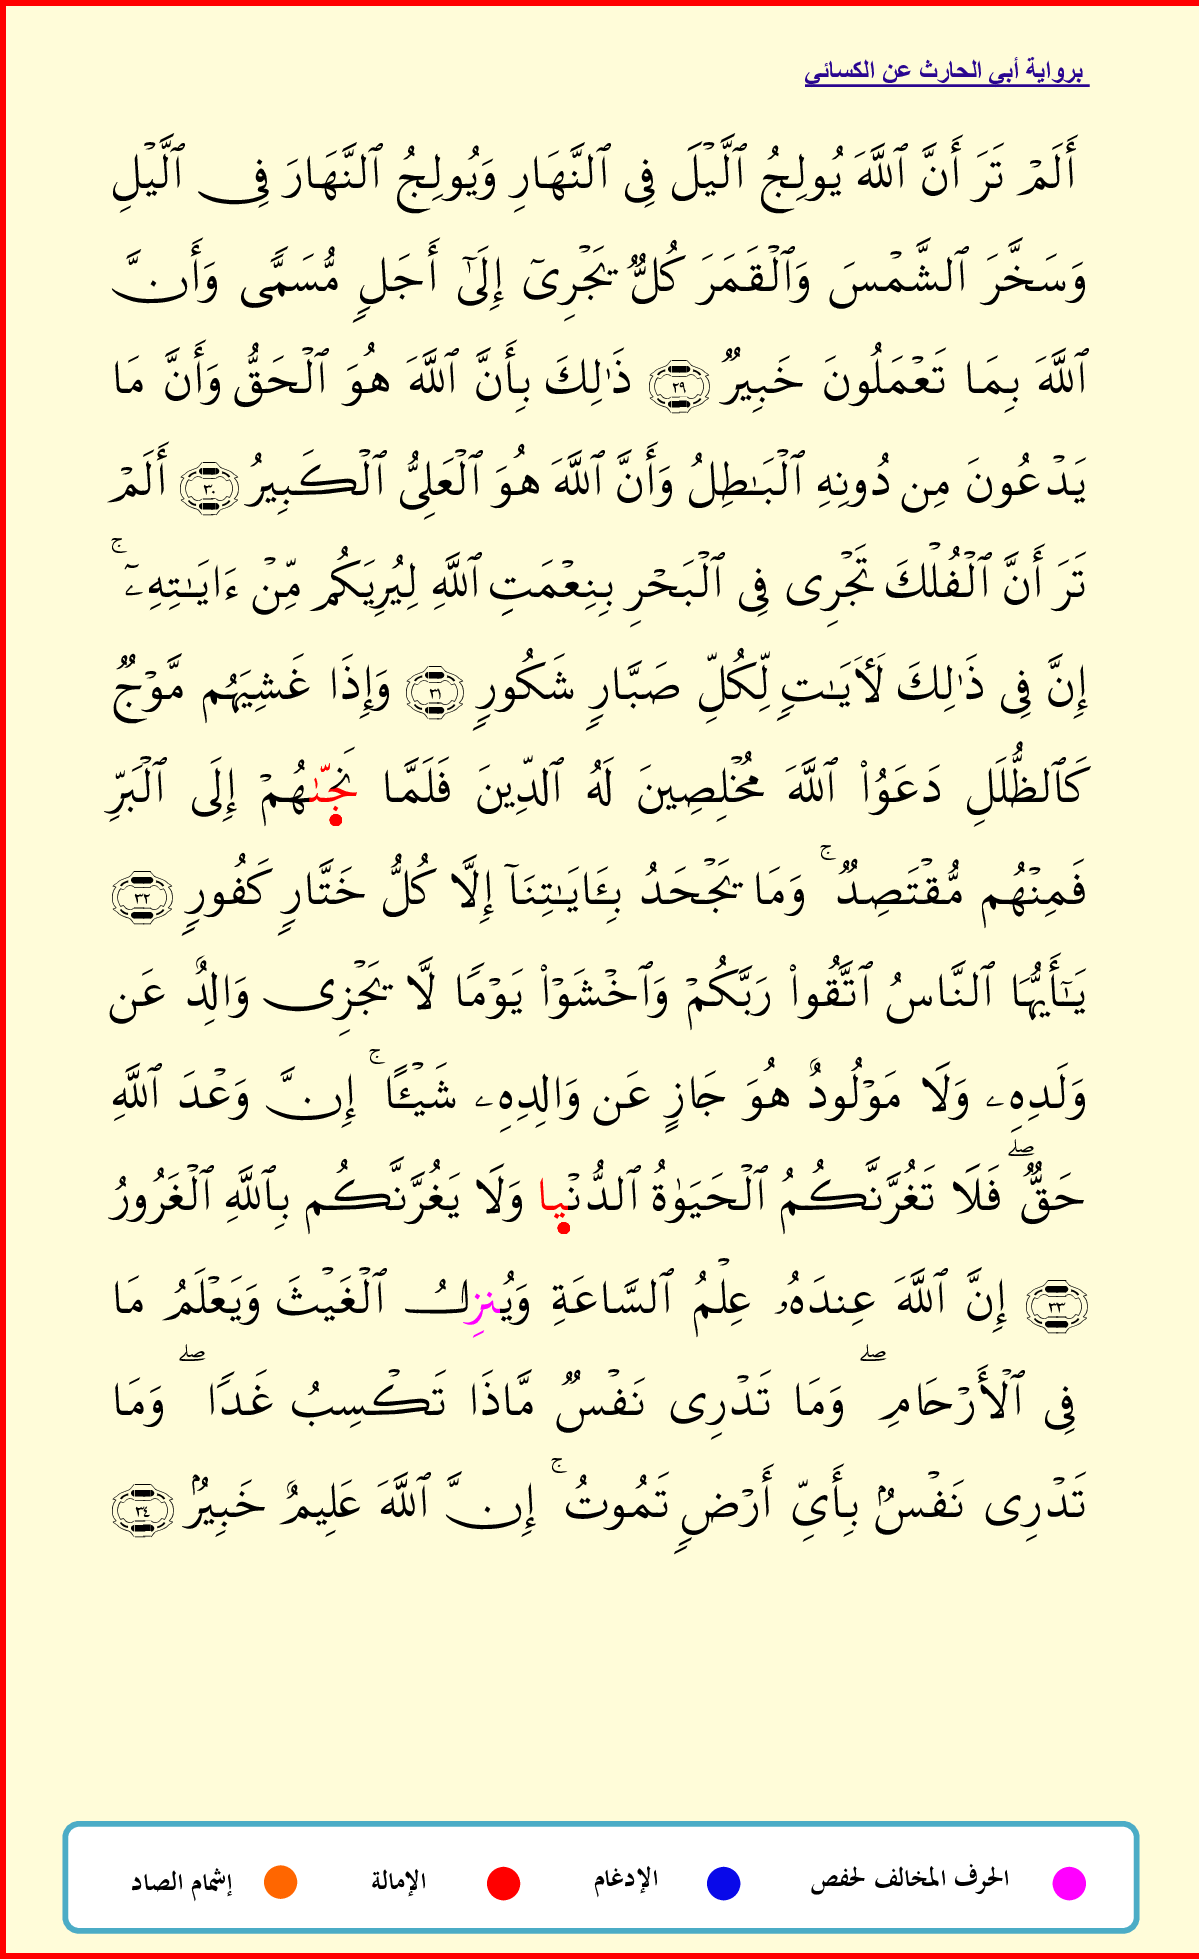 برواية أبي الحارث عن الكسائي
أَلَمۡ تَرَ أَنَّ ٱللَّهَ يُولِجُ ٱلَّيۡلَ فِى ٱلنَّهَارِ وَيُولِجُ ٱلنَّهَارَ فِى ٱلَّيۡلِ
وَسَخَّرَ ٱلشَّمۡسَ وَٱلۡقَمَرَ كُلࣱّ يَجۡرِىٓ إِلَىٰٓ أَجَلࣲ مُّسَمࣰّى وَأَنَّ
ٱللَّهَ بِمَا تَعۡمَلُونَ خَبِيرࣱ ٢٩ ذَٰلِكَ بِأَنَّ ٱللَّهَ هُوَ ٱلۡحَقُّ وَأَنَّ مَا
يَدۡعُونَ مِن دُونِهِ ٱلۡبَـٰطِلُ وَأَنَّ ٱللَّهَ هُوَ ٱلۡعَلِىُّ ٱلۡكَبِيرُ ٣٠ أَلَمۡ
تَرَ أَنَّ ٱلۡفُلۡكَ تَجۡرِى فِى ٱلۡبَحۡرِ بِنِعۡمَتِ ٱللَّهِ لِيُرِيَكُم مِّنۡ ءَايَـٰتِهِۦٓۚ
إِنَّ فِى ذَٰلِكَ لَأٓيَـٰتࣲ لِّكُلِّ صَبَّارࣲ شَكُورࣲ ٣١ وَإِذَا غَشِيَهُم مَّوۡجࣱ
كَٱلظُّلَلِ دَعَوُاْ ٱللَّهَ مُخۡلِصِينَ لَهُ ٱلدِّينَ فَلَمَّا نَجّىٰهُمۡ إِلَى ٱلۡبَرِّ
فَمِنۡهُم مُّقۡتَصِدࣱۚ وَمَا يَجۡحَدُ بِـَٔايَـٰتِنَآ إِلَّا كُلُّ خَتَّارࣲ كَفُورࣲ ٣٢
يَـٰٓأَيُّهَا ٱلنَّاسُ ٱتَّقُواْ رَبَّكُمۡ وَٱخۡشَوۡاْ يَوۡمࣰا لَّا يَجۡزِى وَالِدٌ عَن
وَلَدِهِۦ وَلَا مَوۡلُودٌ هُوَ جَازٍ عَن وَالِدِهِۦ شَيۡـًٔاۚ إِنَّ وَعۡدَ ٱللَّهِ
حَقࣱّۖ فَلَا تَغُرَّنَّكُمُ ٱلۡحَيَوٰةُ ٱلدُّنۡيا وَلَا يَغُرَّنَّكُم بِٱللَّهِ ٱلۡغَرُورُ
٣٣ إِنَّ ٱللَّهَ عِندَهُۥ عِلۡمُ ٱلسَّاعَةِ وَيُنزِلُ ٱلۡغَيۡثَ وَيَعۡلَمُ مَا
فِى ٱلۡأَرۡحَامِۖ وَمَا تَدۡرِى نَفۡسࣱ مَّاذَا تَكۡسِبُ غَدࣰاۖ وَمَا
تَدۡرِى نَفۡسُۢ بِأَىِّ أَرۡضࣲ تَمُوتُۚ إِنَّ ٱللَّهَ عَلِيمٌ خَبِيرُۢ ٣٤
الحرف المخالف لحفص الإدغام الإمالة إشمام الصاد